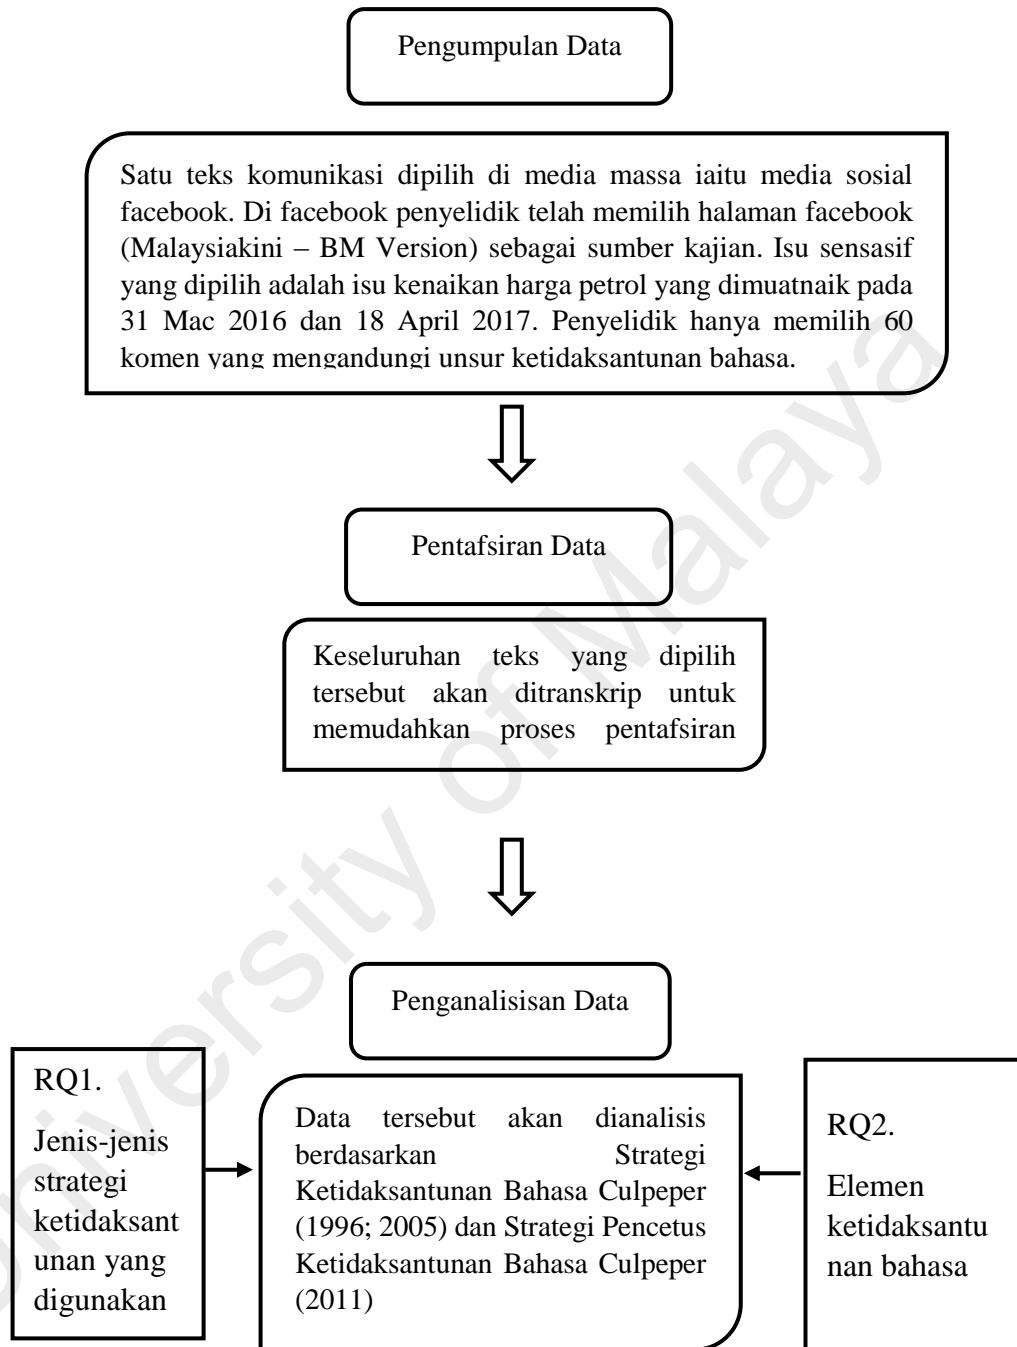 Pengumpulan Data
Satu teks komunikasi dipilih di media massa iaitu media sosial
facebook. Di facebook penyelidik telah memilih halaman facebook
(Malaysiakini – BM Version) sebagai sumber kajian. Isu sensasif
yang dipilih adalah isu kenaikan harga petrol yang dimuatnaik pada
31 Mac 2016 dan 18 April 2017. Penyelidik hanya memilih 60
komen yang mengandungi unsur ketidaksantunan bahasa.
Pentafsiran Data
Keseluruhan teks yang dipilih
tersebut akan ditranskrip untuk
memudahkan proses pentafsiran
Penganalisisan Data
RQ1.
Jenis-jenis
strategi
ketidaksant
unan yang
digunakan
Data tersebut akan dianalisis
berdasarkan Strategi
Ketidaksantunan Bahasa Culpeper
(1996; 2005) dan Strategi Pencetus
Ketidaksantunan Bahasa Culpeper
(2011)
RQ2.
Elemen
ketidaksantu
nan bahasa
University of Malaya